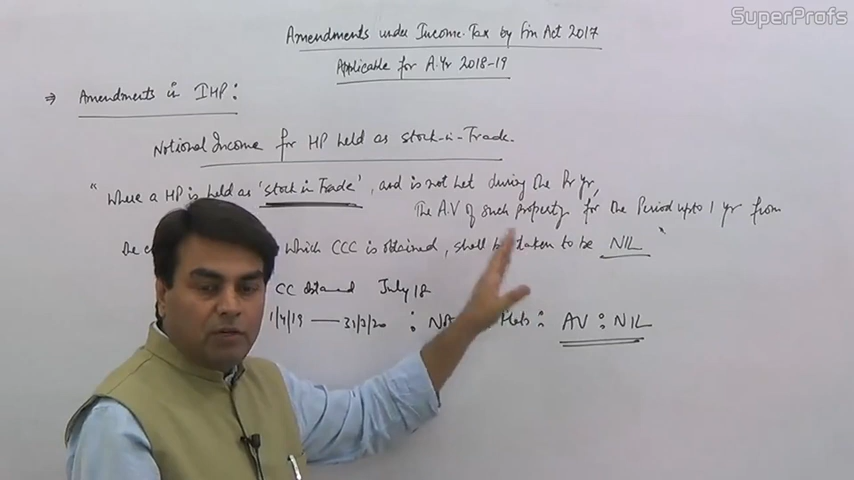 SuperProfs
Amendments under Income-Tax by Fin Act 2017
Applicable for A.Yr 2018-19
⇒ Amendments in IHP:
Notional Income for HP held as stock-in-Trade.
"Where a HP is held as 'stock in Trade', and is not Let during the Pr Yr,
The A.V of such Property for the Period upto 1 yr from
the which CCC is obtained, shall be taken to be NIL
CC obtained July 18
1/4/19 — 31/3/20 : AV : NIL